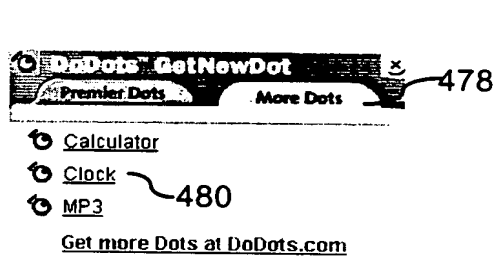 DoDots™ GetNewDot x
Premier Dots More Dots 478
Calculator
Clock 480
MP3
Get more Dots at DoDots.com